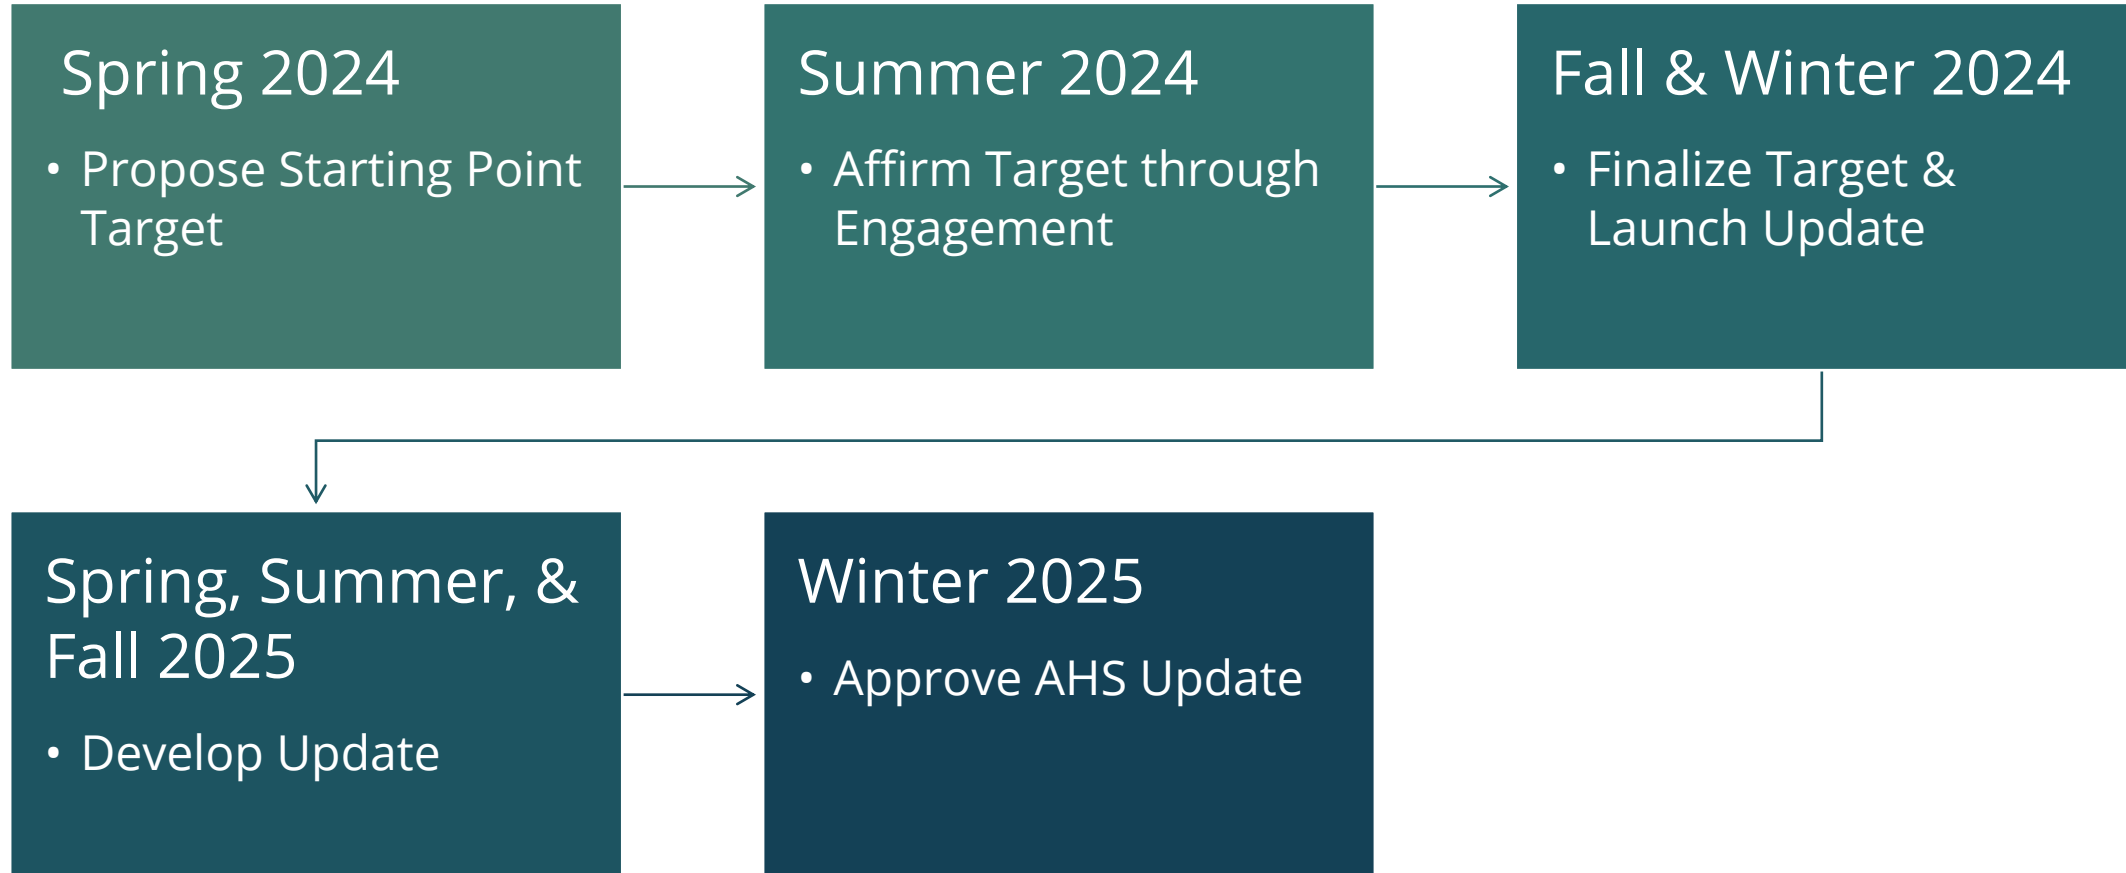 Spring 2024
• Propose Starting Point
Target
Summer 2024
• Affirm Target through
Engagement
Fall & Winter 2024
• Finalize Target &
Launch Update
Spring, Summer, &
Fall 2025
• Develop Update
Winter 2025
• Approve AHS Update